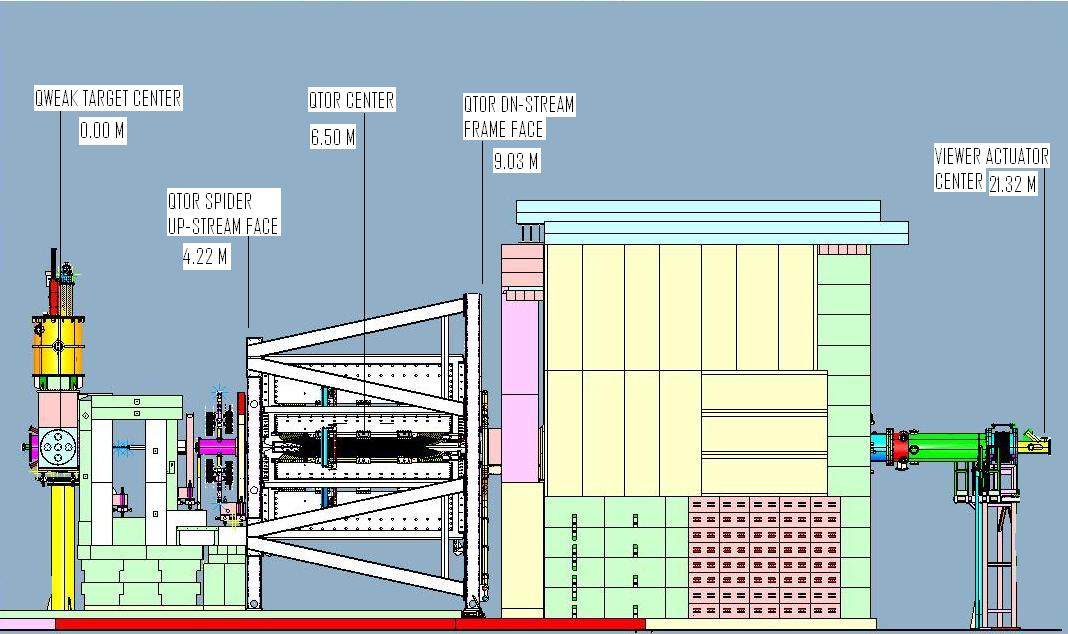 QWEAK TARGET CENTER
0.00 M
QTOR SPIDER
UP-STREAM FACE
4.22 M
QTOR CENTER
6.50 M
QTOR DN-STREAM
FRAME FACE
9.03 M
VIEWER ACTUATOR
CENTER 21.32 M